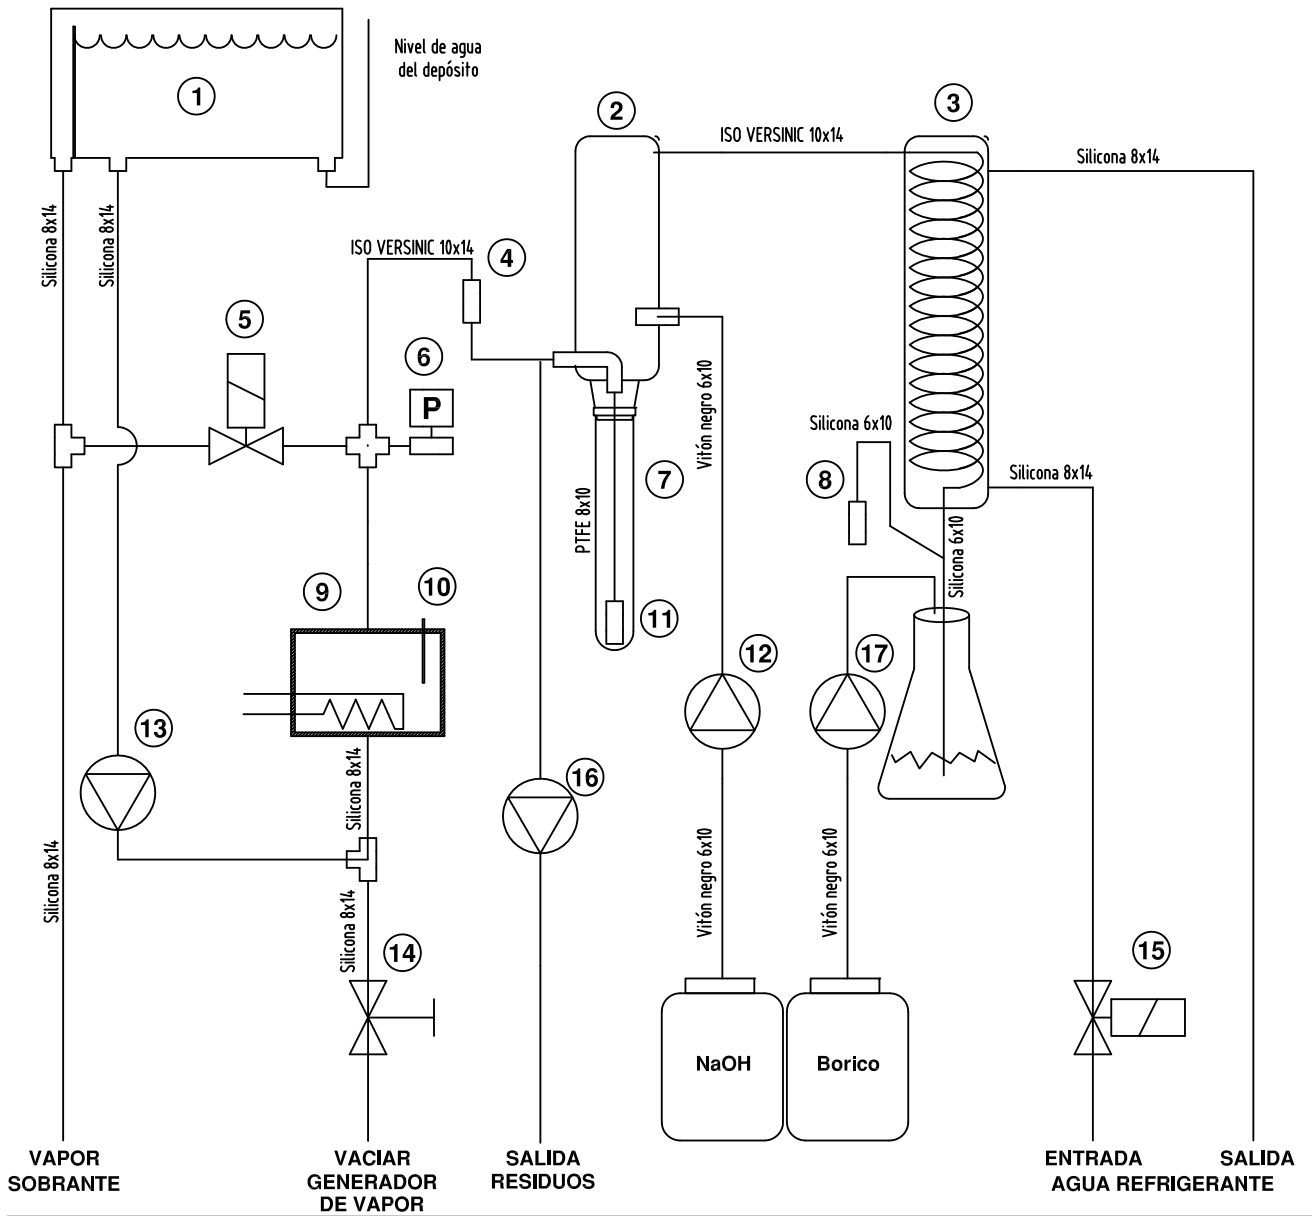 Nivel de agua
del depósito
1
2
3
ISO VERSINIC 10x14
Silicona 8x14
Silicona 8x14
Silicona 8x14
ISO VERSINIC 10x14
4
5
6
P
Vitón negro 6x10
Silicona 6x10
Silicona 8x14
7
8
PTFE 8x10
Silicona 6x10
9
10
11
12
17
13
Silicona 8x14
16
Silicona 8x14
Silicona 8x14
Vitón negro 6x10
Vitón negro 6x10
14
15
NaOH
Borico
VAPOR
SOBRANTE
VACIAR
GENERADOR
DE VAPOR
SALIDA
RESIDUOS
ENTRADA
SALIDA
AGUA REFRIGERANTE